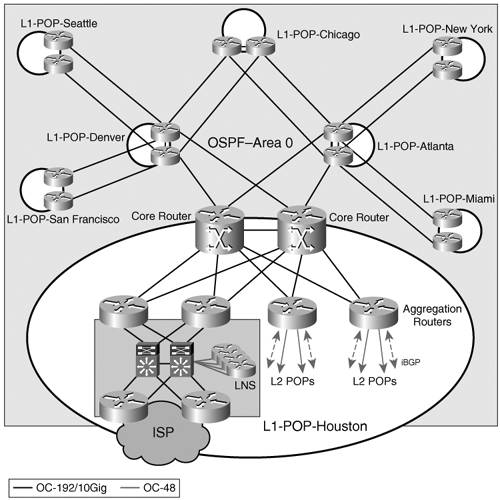 L1-POP-Seattle
L1-POP-Chicago
L1-POP-New York
L1-POP-Denver
OSPF–Area 0
L1-POP-Atlanta
L1-POP-San Francisco
L1-POP-Miami
Core Router
Core Router
Aggregation
Routers
iBGP
LNS
L2 POPs
L2 POPs
ISP
L1-POP-Houston
OC-192/10Gig
OC-48